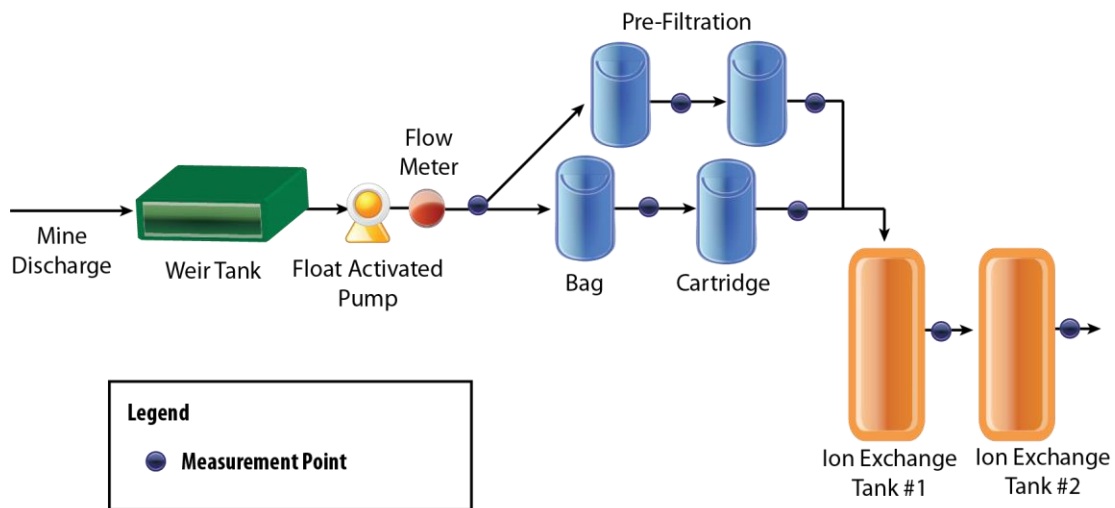 Pre-Filtration
Flow
Meter
Mine
Discharge
Weir Tank
Float Activated
Pump
Bag
Cartridge
Legend
Measurement Point
Ion Exchange
Tank #1
Ion Exchange
Tank #2